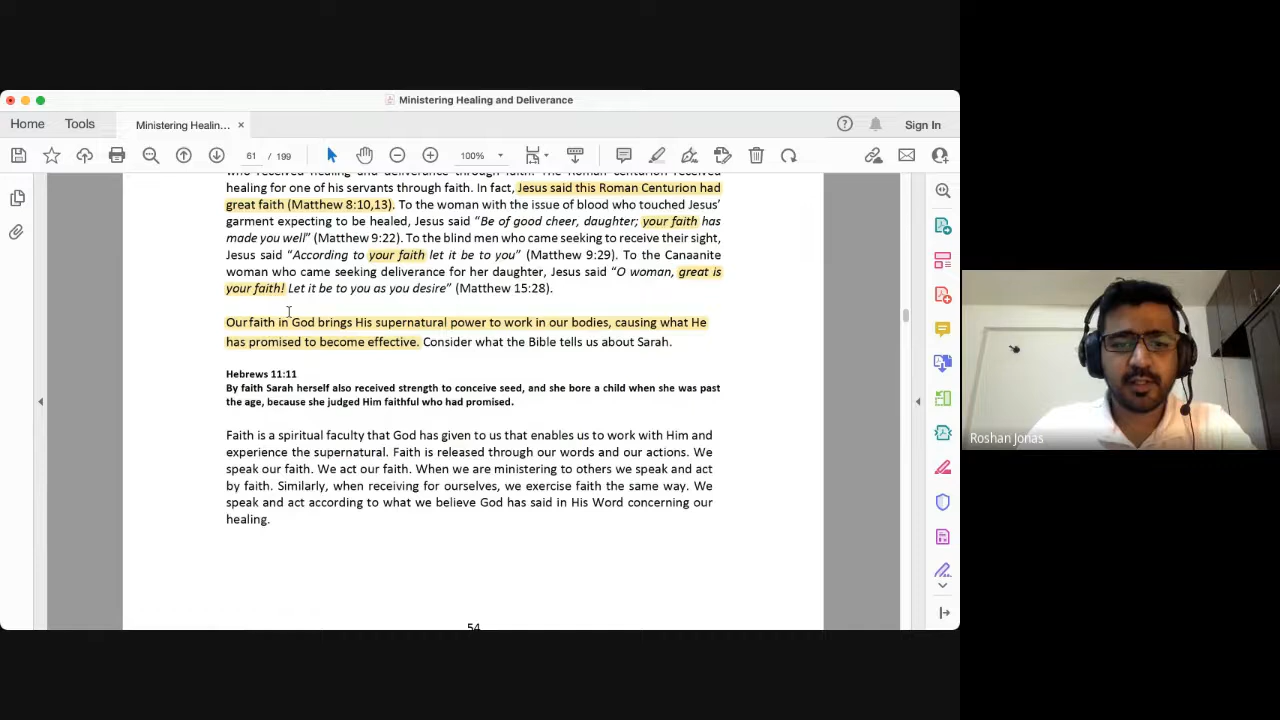 Ministering Healing and Deliverance
Home Tools Ministering Healin... × Sign In
61 / 199 100%
who received healing and deliverance through faith. The Roman centurion received
healing for one of his servants through faith. In fact, Jesus said this Roman Centurion had
great faith (Matthew 8:10,13). To the woman with the issue of blood who touched Jesus'
garment expecting to be healed, Jesus said “Be of good cheer, daughter; your faith has
made you well” (Matthew 9:22). To the blind men who came seeking to receive their sight,
Jesus said “According to your faith let it be to you” (Matthew 9:29). To the Canaanite
woman who came seeking deliverance for her daughter, Jesus said “O woman, great is
your faith! Let it be to you as you desire” (Matthew 15:28).
Our faith in God brings His supernatural power to work in our bodies, causing what He
has promised to become effective. Consider what the Bible tells us about Sarah.
Hebrews 11:11
By faith Sarah herself also received strength to conceive seed, and she bore a child when she was past
the age, because she judged Him faithful who had promised.
Faith is a spiritual faculty that God has given to us that enables us to work with Him and
experience the supernatural. Faith is released through our words and our actions. We
speak our faith. We act our faith. When we are ministering to others we speak and act
by faith. Similarly, when receiving for ourselves, we exercise faith the same way. We
speak and act according to what we believe God has said in His Word concerning our
healing.
54
Roshan Jonas